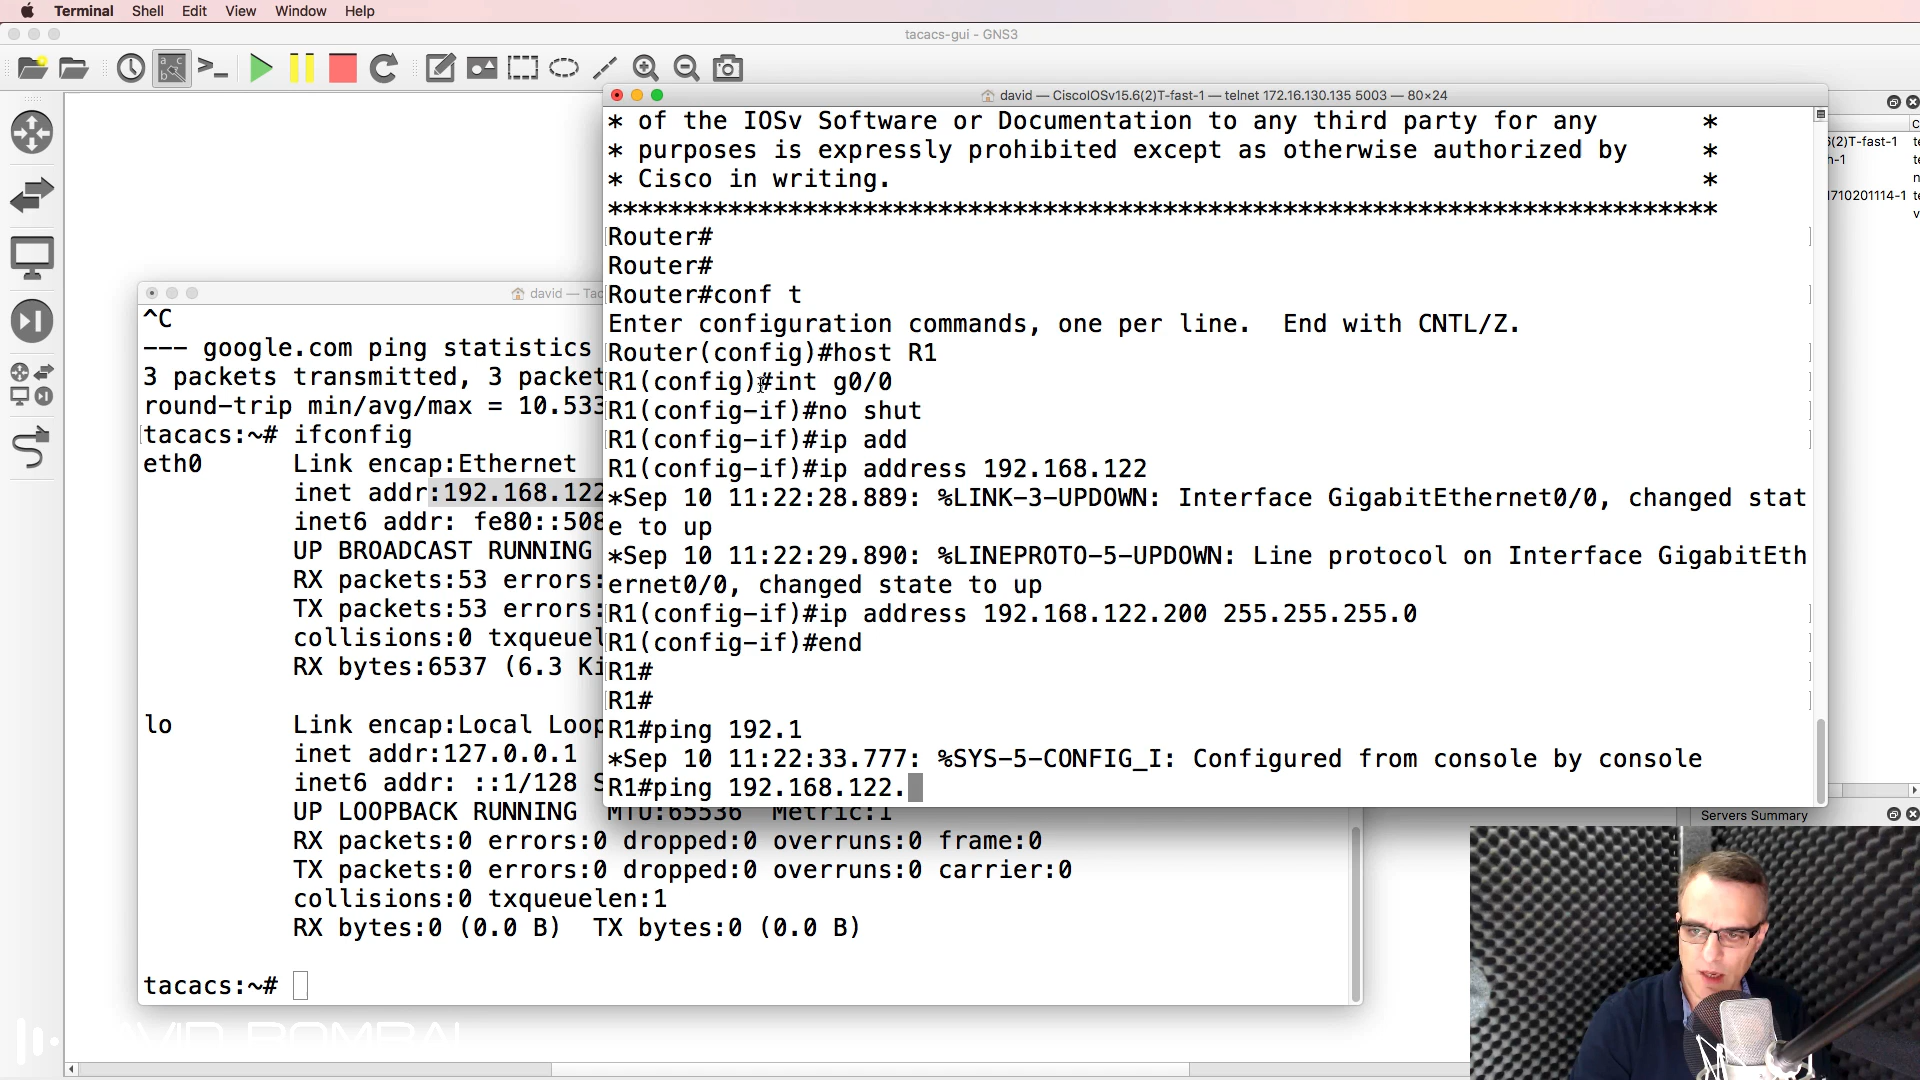 Terminal Shell Edit View Window Help
tacacs-gui - GNS3
david — CiscoIOSv15.6(2)T-fast-1 — telnet 172.16.130.135 5003 — 80×24
* of the IOSv Software or Documentation to any third party for any *
* purposes is expressly prohibited except as otherwise authorized by *
* Cisco in writing. *
**************************************************************************
Router#
Router#
Router#conf t
Enter configuration commands, one per line.  End with CNTL/Z.
Router(config)#host R1
R1(config)#int g0/0
R1(config-if)#no shut
R1(config-if)#ip add
R1(config-if)#ip address 192.168.122
*Sep 10 11:22:28.889: %LINK-3-UPDOWN: Interface GigabitEthernet0/0, changed stat
e to up
*Sep 10 11:22:29.890: %LINEPROTO-5-UPDOWN: Line protocol on Interface GigabitEth
ernet0/0, changed state to up
R1(config-if)#ip address 192.168.122.200 255.255.255.0
R1(config-if)#end
R1#
R1#
R1#ping 192.1
*Sep 10 11:22:33.777: %SYS-5-CONFIG_I: Configured from console by console
R1#ping 192.168.122.
david — Tac
^C
--- google.com ping statistics
3 packets transmitted, 3 packet
round-trip min/avg/max = 10.533
tacacs:~# ifconfig
eth0 Link encap:Ethernet
inet addr:192.168.122
inet6 addr: fe80::508
UP BROADCAST RUNNING
RX packets:53 errors:
TX packets:53 errors:
collisions:0 txqueuel
RX bytes:6537 (6.3 Ki
lo Link encap:Local Loop
inet addr:127.0.0.1
inet6 addr: ::1/128 S
UP LOOPBACK RUNNING MTU:65536 Metric:1
RX packets:0 errors:0 dropped:0 overruns:0 frame:0
TX packets:0 errors:0 dropped:0 overruns:0 carrier:0
collisions:0 txqueuelen:1
RX bytes:0 (0.0 B) TX bytes:0 (0.0 B)
tacacs:~#
6(2)T-fast-1 te
n-1 te
n
1710201114-1 te
v
Servers Summary